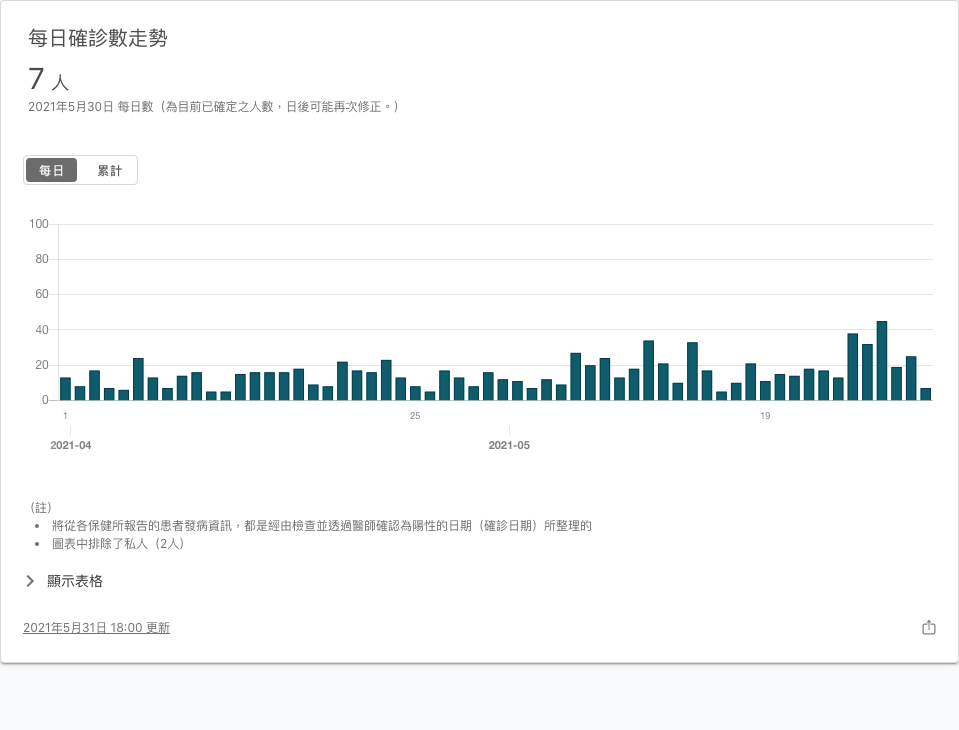 每日確診數走勢
7 人
2021年5月30日 每日數（為目前已確定之人數，日後可能再次修正。）
每日 累計
100
80
60
40
20
0
1 25 19
2021-04 2021-05
（註）
• 將從各保健所報告的患者發病資訊，都是經由檢查並透過醫師確認為陽性的日期（確診日期）所整理的
• 圖表中排除了私人（2人）
顯示表格
2021年5月31日 18:00 更新